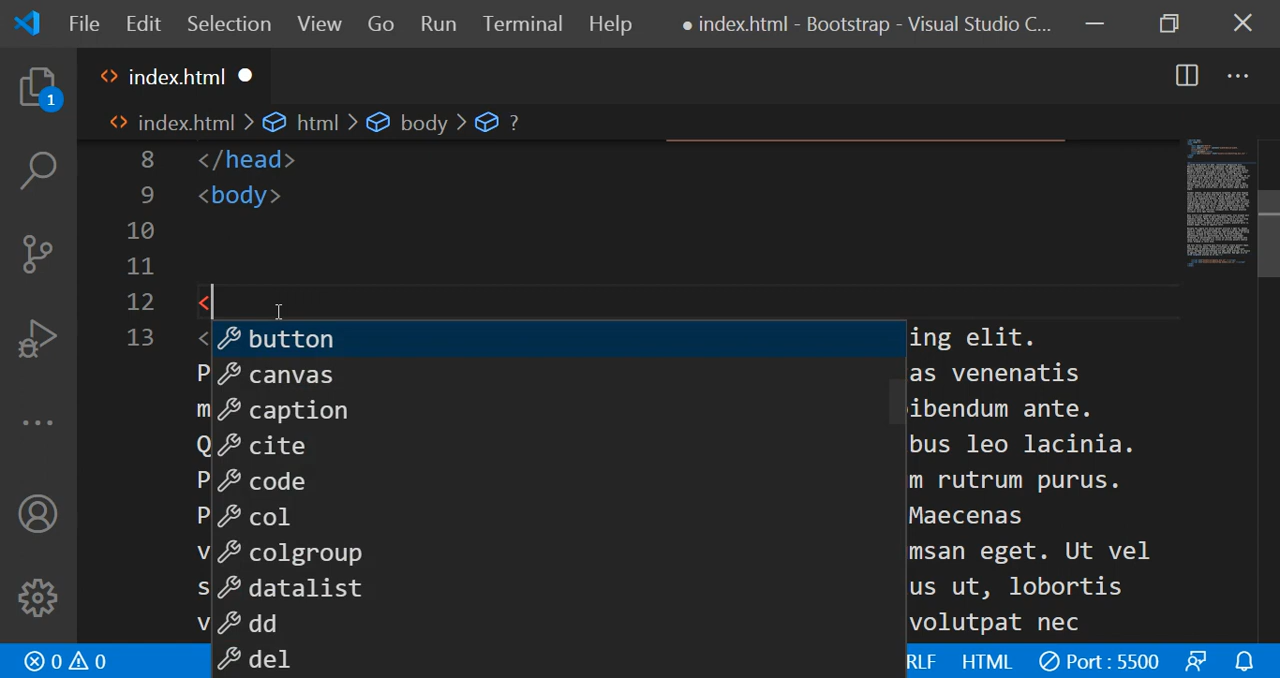 File Edit Selection View Go Run Terminal Help ● index.html - Bootstrap - Visual Studio C...
<> index.html ●
1
<> index.html > html > body > ?
8 </head>
9 <body>
10
11
12 <
13 < ing elit.
P as venenatis
m bibendum ante.
Q bus leo lacinia.
P m rutrum purus.
P Maecenas
v msan eget. Ut vel
s us ut, lobortis
v volutpat nec
button
canvas
caption
cite
code
col
colgroup
datalist
dd
del
0 0 RLF HTML Port : 5500